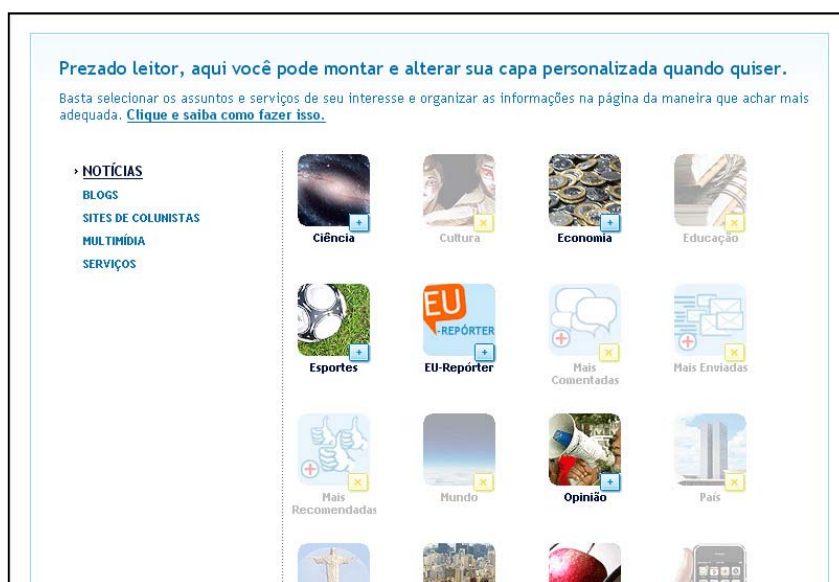 Prezado leitor, aqui você pode montar e alterar sua capa personalizada quando quiser.
Basta selecionar os assuntos e serviços de seu interesse e organizar as informações na página da maneira que achar mais
adequada. Clique e saiba como fazer isso.
NOTÍCIAS
BLOGS
SITES DE COLUNISTAS
MULTIMÍDIA
SERVIÇOS
Ciência
Cultura
Economia
Educação
EU
-REPÓRTER
Esportes
EU-Repórter
Mais
Comentadas
Mais Enviadas
Mais
Recomendadas
Mundo
Opinião
País